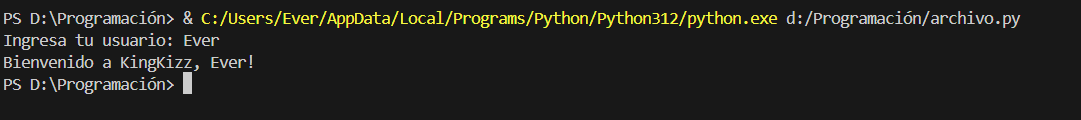 PS D:\Programación> & C:/Users/Ever/AppData/Local/Programs/Python/Python312/python.exe d:/Programación/archivo.py
Ingresa tu usuario: Ever
Bienvenido a KingKizz, Ever!
PS D:\Programación>